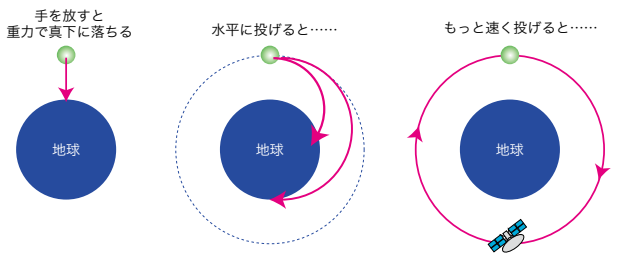 手を放すと
重力で真下に落ちる
地球
水平に投げると……
地球
もっと速く投げると……
地球